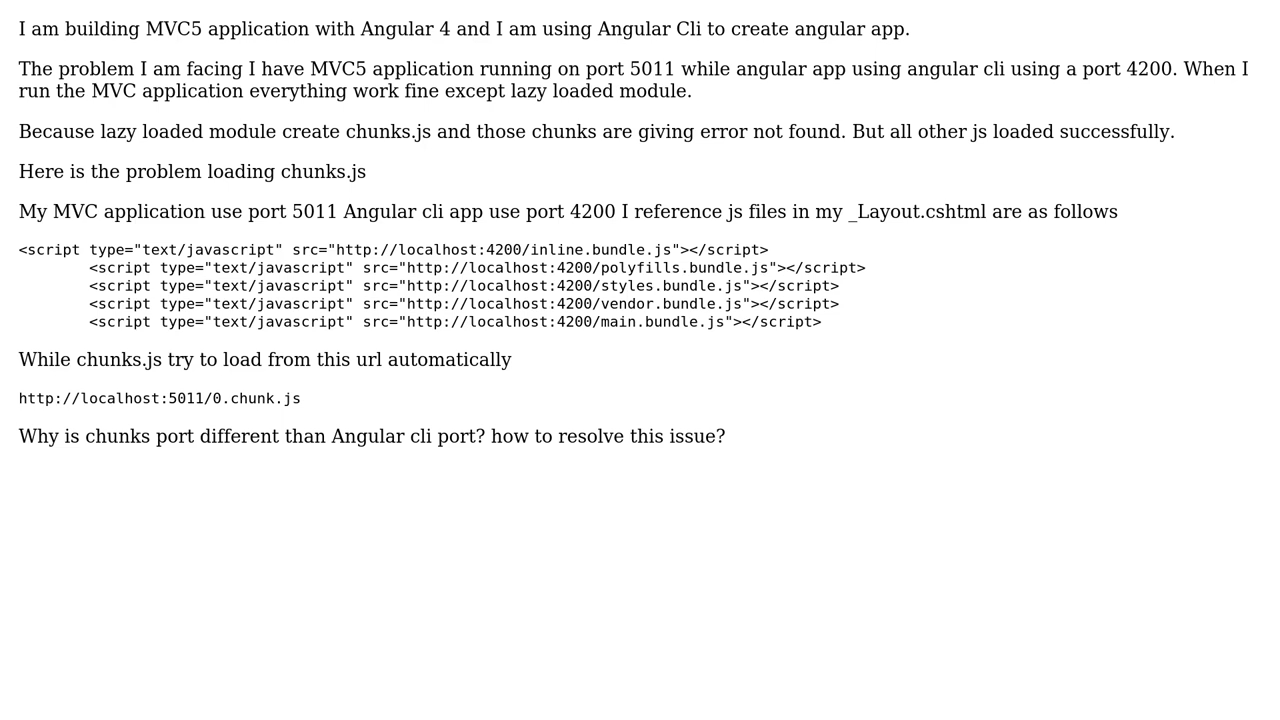 I am building MVC5 application with Angular 4 and I am using Angular Cli to create angular app.
The problem I am facing I have MVC5 application running on port 5011 while angular app using angular cli using a port 4200. When I
run the MVC application everything work fine except lazy loaded module.
Because lazy loaded module create chunks.js and those chunks are giving error not found. But all other js loaded successfully.
Here is the problem loading chunks.js
My MVC application use port 5011 Angular cli app use port 4200 I reference js files in my _Layout.cshtml are as follows
<script type="text/javascript" src="http://localhost:4200/inline.bundle.js"></script>
        <script type="text/javascript" src="http://localhost:4200/polyfills.bundle.js"></script>
        <script type="text/javascript" src="http://localhost:4200/styles.bundle.js"></script>
        <script type="text/javascript" src="http://localhost:4200/vendor.bundle.js"></script>
        <script type="text/javascript" src="http://localhost:4200/main.bundle.js"></script>
While chunks.js try to load from this url automatically
http://localhost:5011/0.chunk.js
Why is chunks port different than Angular cli port? how to resolve this issue?